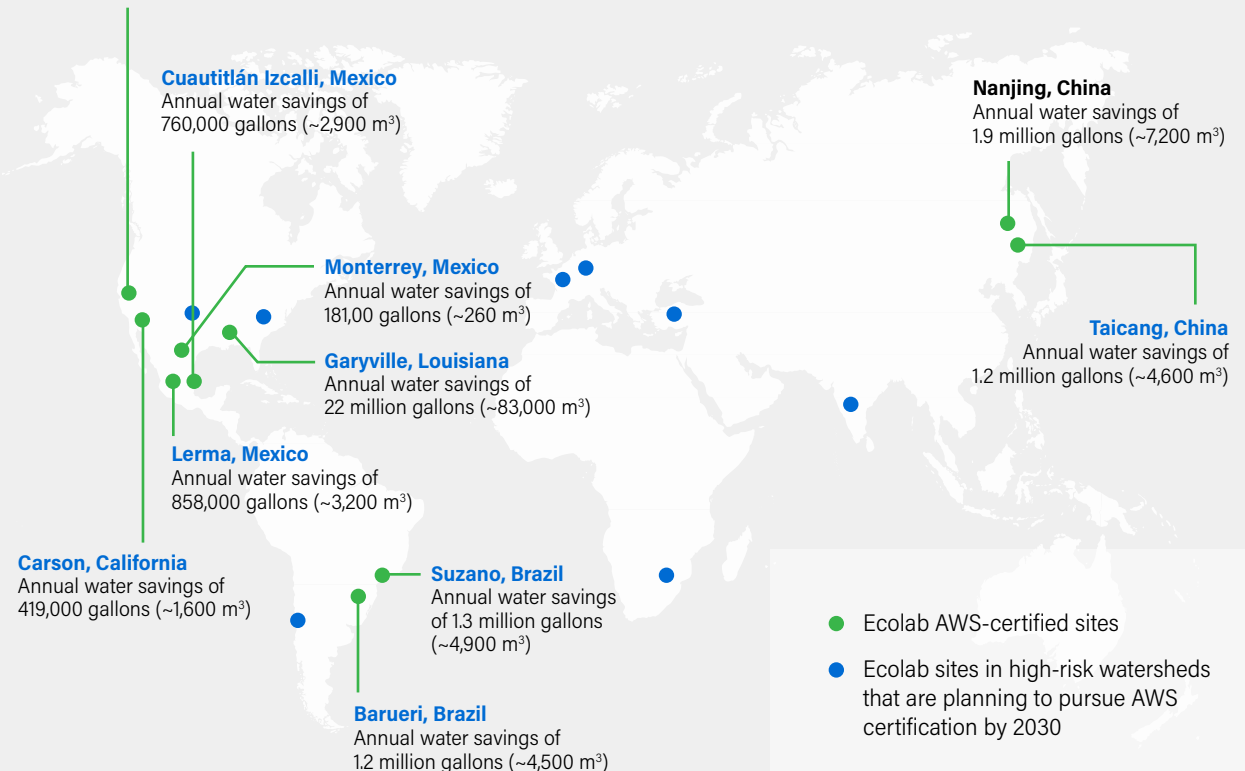 Cuautitlán Izcalli, Mexico
Annual water savings of
760,000 gallons (~2,900 m³)
Nanjing, China
Annual water savings of
1.9 million gallons (~7,200 m³)
Monterrey, Mexico
Annual water savings of
181,00 gallons (~260 m³)
Taicang, China
Annual water savings of
1.2 million gallons (~4,600 m³)
Garyville, Louisiana
Annual water savings of
22 million gallons (~83,000 m³)
Lerma, Mexico
Annual water savings of
858,000 gallons (~3,200 m³)
Carson, California
Annual water savings of
419,000 gallons (~1,600 m³)
Suzano, Brazil
Annual water savings
of 1.3 million gallons
(~4,900 m³)
Barueri, Brazil
Annual water savings of
1.2 million gallons (~4,500 m³)
Ecolab AWS-certified sites
Ecolab sites in high-risk watersheds
that are planning to pursue AWS
certification by 2030